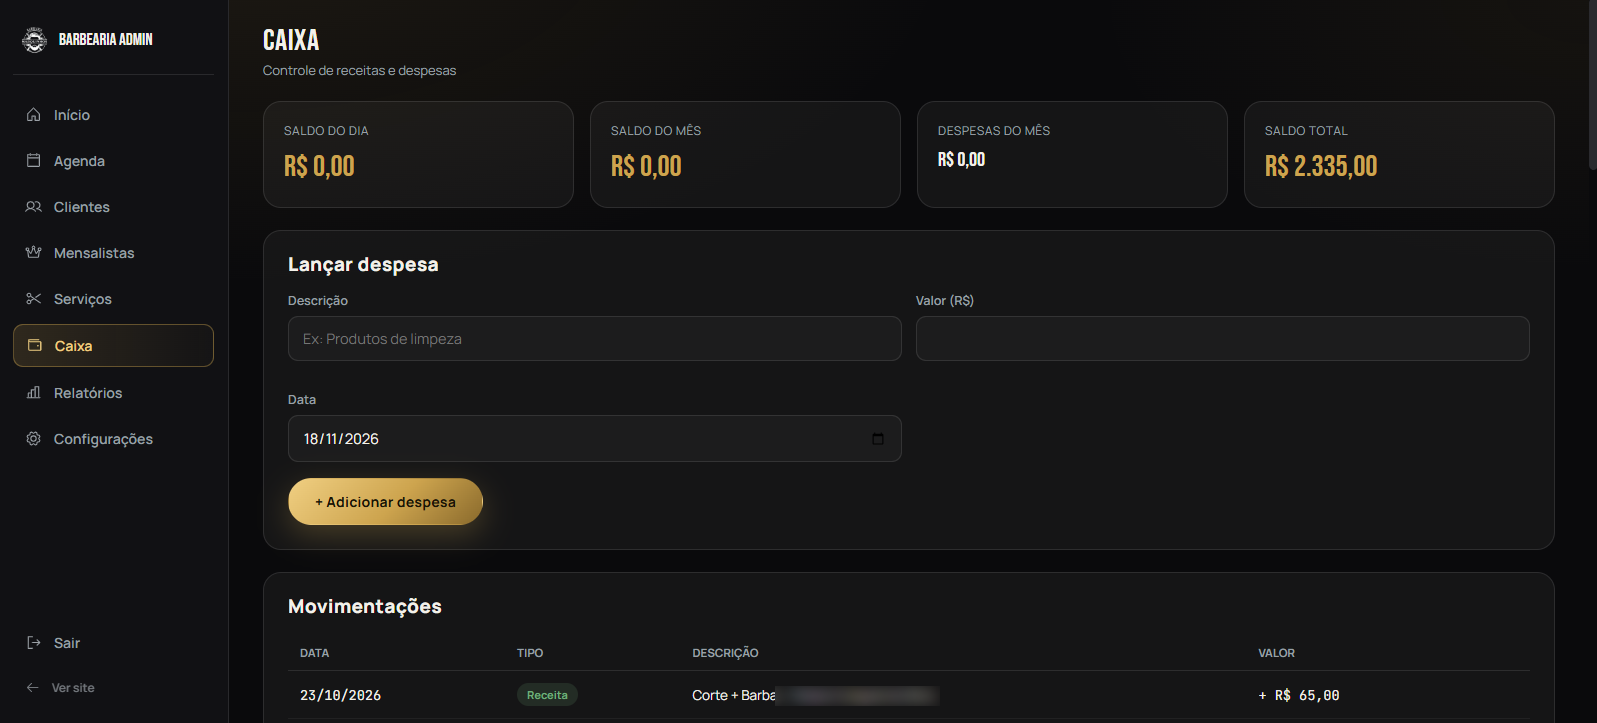 BARBEARIA ADMIN
Início
Agenda
Clientes
Mensalistas
Serviços
Caixa
Relatórios
Configurações
Sair
Ver site
CAIXA
Controle de receitas e despesas
SALDO DO DIA
R$ 0,00
SALDO DO MÊS
R$ 0,00
DESPESAS DO MÊS
R$ 0,00
SALDO TOTAL
R$ 2.335,00
Lançar despesa
Descrição
Ex: Produtos de limpeza
Valor (R$)
Data
18/11/2026
+ Adicionar despesa
Movimentações
DATA TIPO DESCRIÇÃO VALOR
23/10/2026 Receita Corte + Barba + R$ 65,00